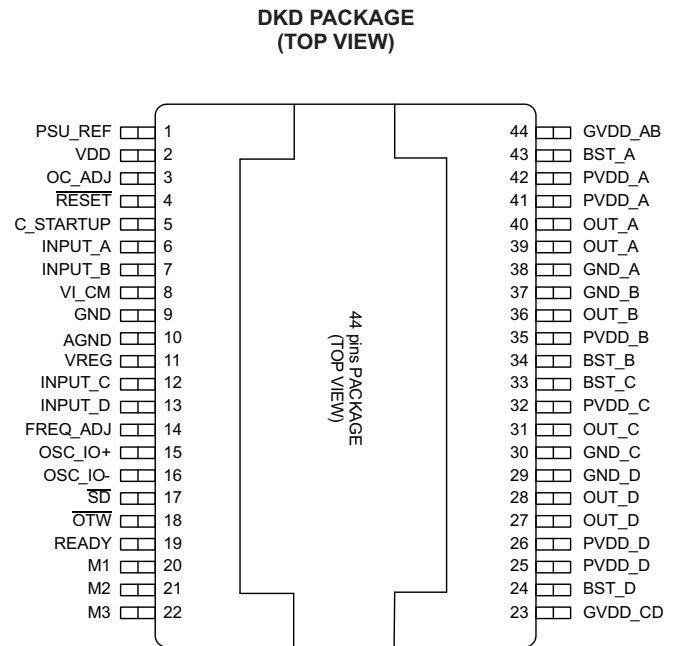 DKD PACKAGE
(TOP VIEW)
PSU_REF 1 44 GVDD_AB
VDD 2 43 BST_A
OC_ADJ 3 42 PVDD_A
RESET 4 41 PVDD_A
C_STARTUP 5 40 OUT_A
INPUT_A 6 39 OUT_A
INPUT_B 7 38 GND_A
VI_CM 8 37 GND_B
GND 9 36 OUT_B
AGND 10 35 PVDD_B
VREG 11 34 BST_B
INPUT_C 12 33 BST_C
INPUT_D 13 32 PVDD_C
FREQ_ADJ 14 31 OUT_C
OSC_IO+ 15 30 GND_C
OSC_IO- 16 29 GND_D
SD 17 28 OUT_D
OTW 18 27 OUT_D
READY 19 26 PVDD_D
M1 20 25 PVDD_D
M2 21 24 BST_D
M3 22 23 GVDD_CD
44 pins PACKAGE
(TOP VIEW)